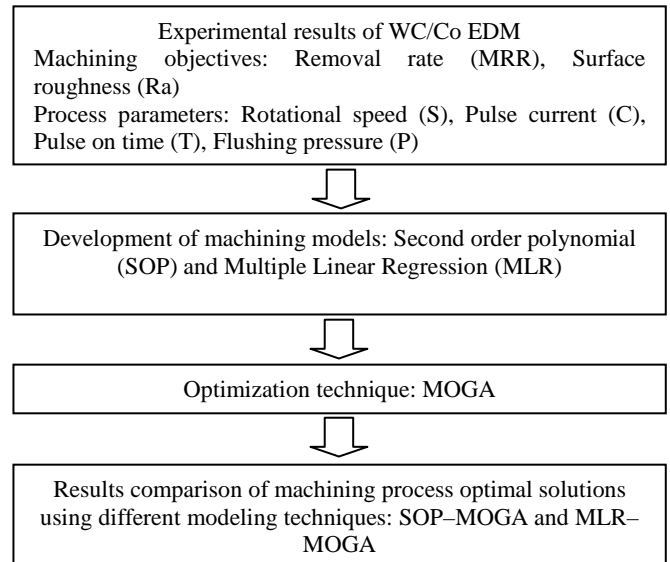 Experimental results of WC/Co EDM
Machining objectives: Removal rate (MRR), Surface
roughness (Ra)
Process parameters: Rotational speed (S), Pulse current (C),
Pulse on time (T), Flushing pressure (P)
Development of machining models: Second order polynomial
(SOP) and Multiple Linear Regression (MLR)
Optimization technique: MOGA
Results comparison of machining process optimal solutions
using different modeling techniques: SOP–MOGA and MLR–
MOGA